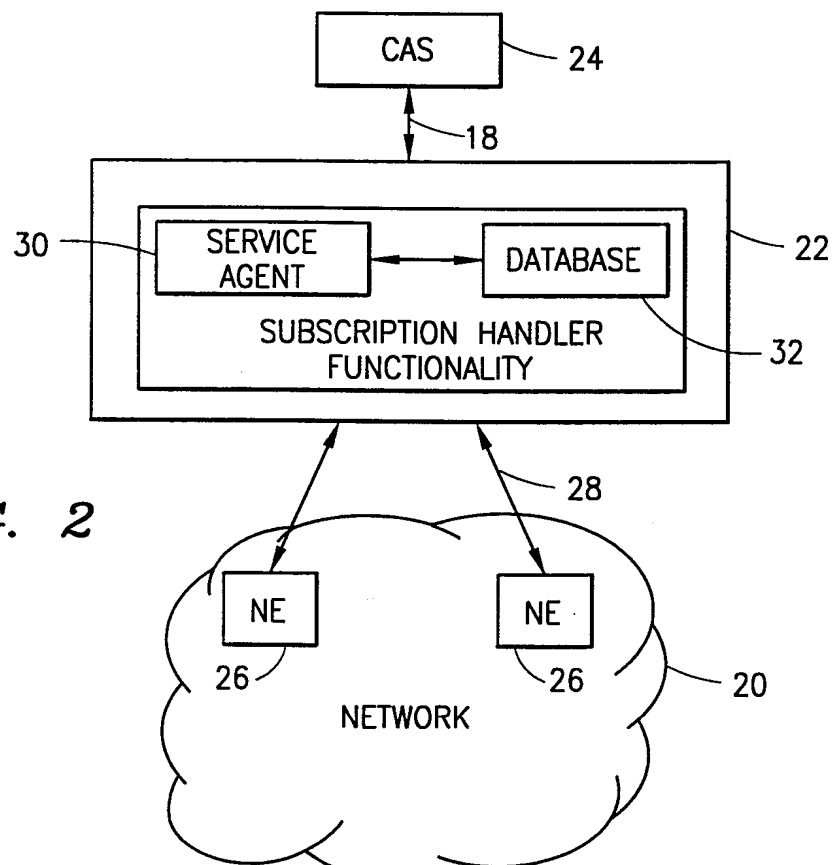 CAS
24
18
30
SERVICE
AGENT
DATABASE
22
SUBSCRIPTION HANDLER
FUNCTIONALITY
32
28
. 2
NE
NE
26
26
20
NETWORK